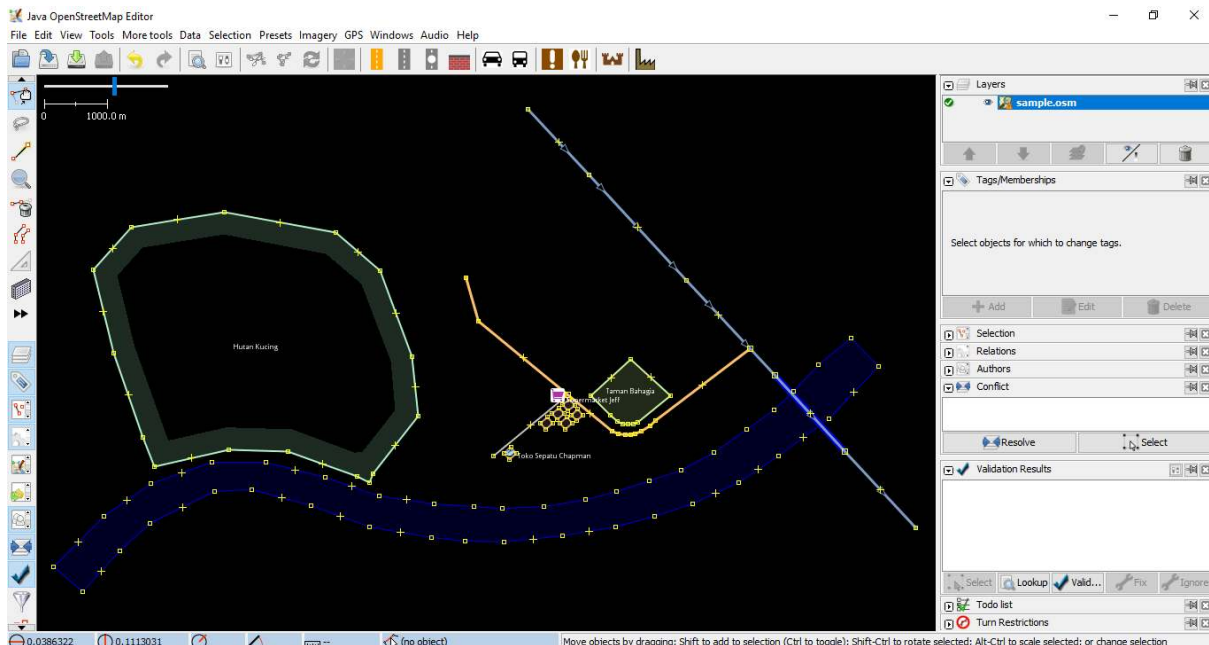 Java OpenStreetMap Editor
File Edit View Tools More tools Data Selection Presets Imagery GPS Windows Audio Help
0 1000.0 m
Layers
sample.osm
Tags/Memberships
Select objects for which to change tags.
Add Edit Delete
Selection
Relations
Authors
Conflict
Resolve Select
Validation Results
Select Lookup Valid... Fix Ignore
Todo list
Turn Restrictions
Hutan Kucing
Taman Bahagia
Jeff
Toko Sepatu Chapman
0.0386322 0.1113031 -- (no object) Move objects by dragging; Shift to add to selection (Ctrl to toggle); Shift-Ctrl to rotate selected; Alt-Ctrl to scale selected; or change selection